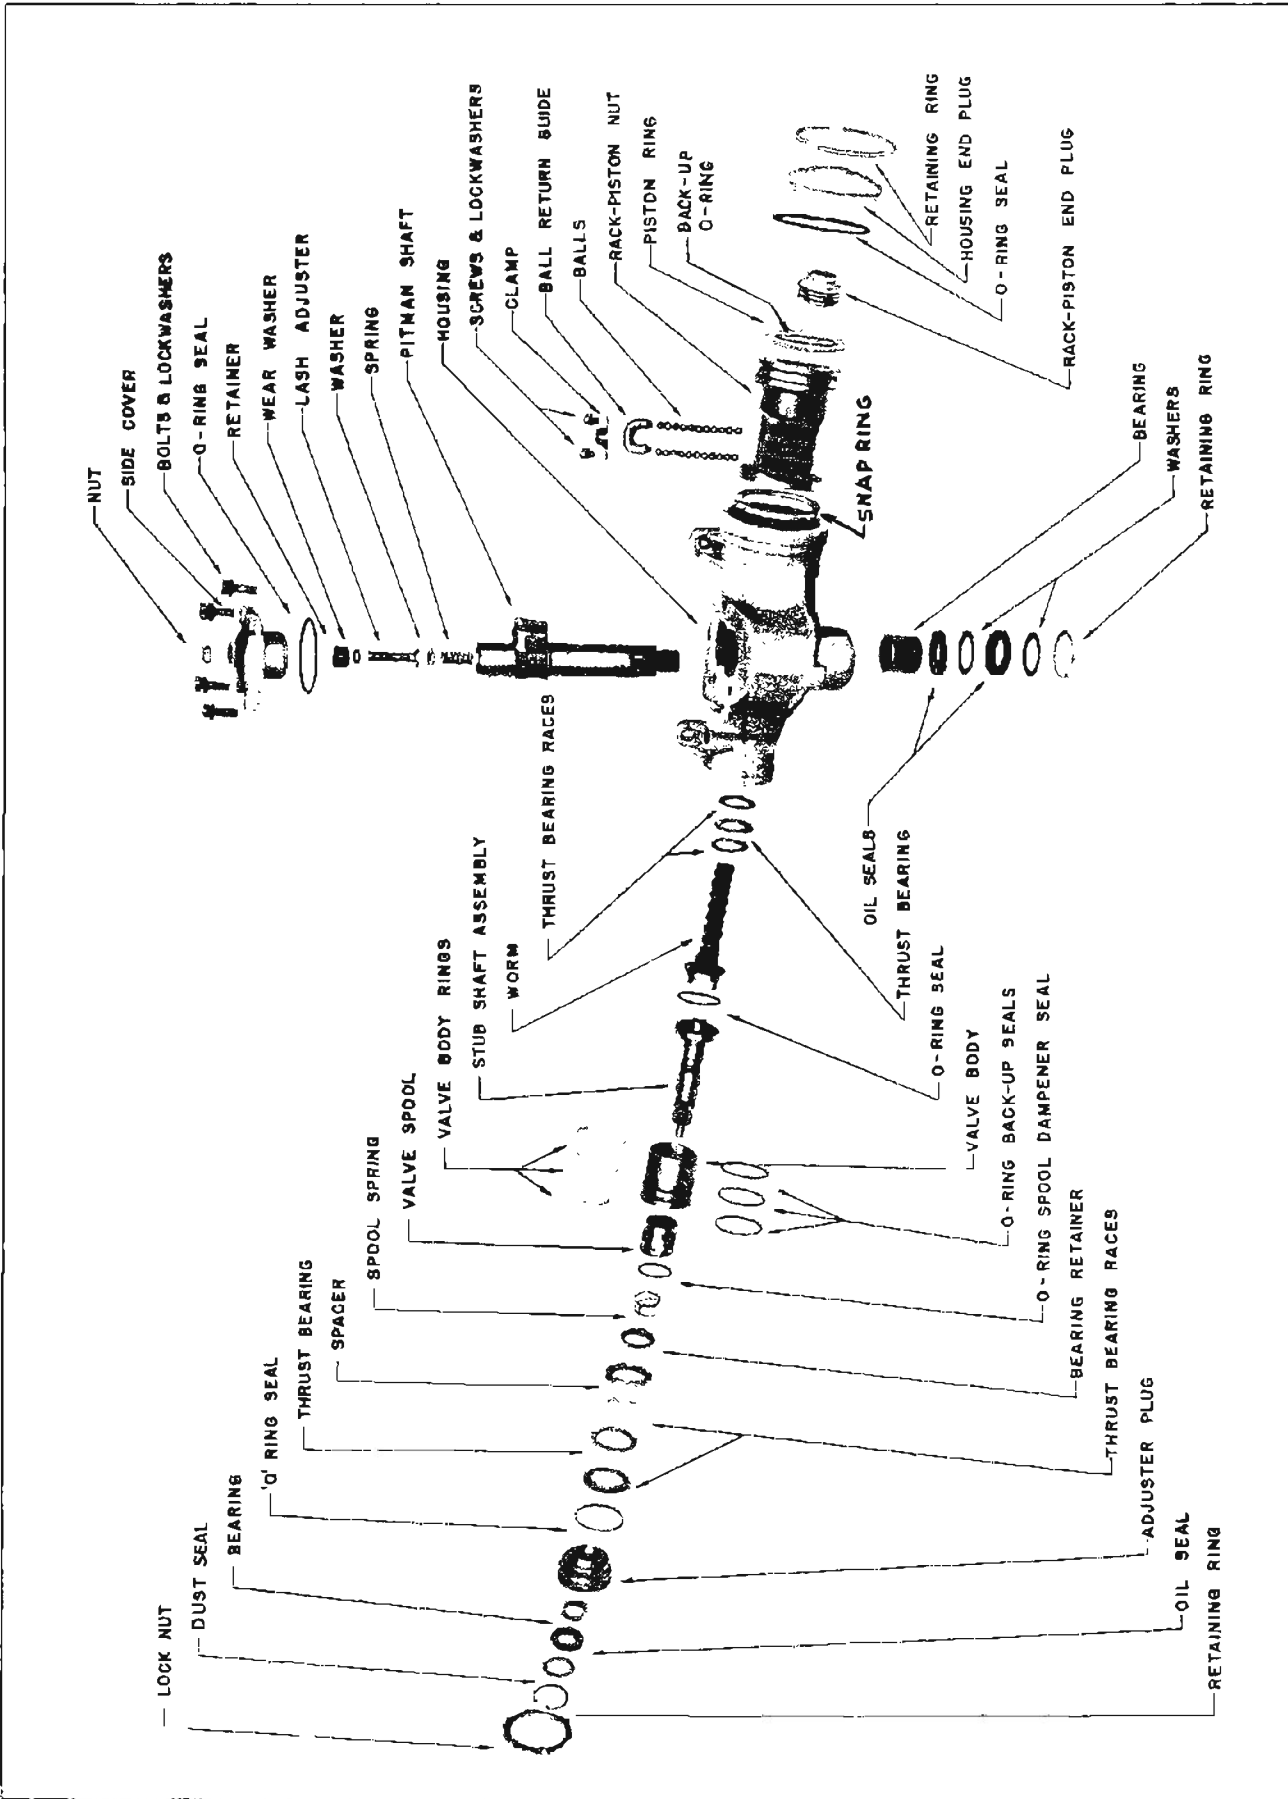 NUT
SIDE COVER
BOLTS & LOCKWASHERS
O-RING SEAL
RETAINER
WEAR WASHER
LASH ADJUSTER
WASHER
SPRING
PITMAN SHAFT
HOUSING
SCREWS & LOCKWASHERS
CLAMP
BALL RETURN GUIDE
BALLS
RACK-PISTON NUT
PISTON RING
BACK-UP
O-RING
RETAINING RING
HOUSING END PLUG
O-RING SEAL
RACK-PISTON END PLUG
SNAP RING
BEARING
WASHERS
RETAINING RING
OIL SEALS
THRUST BEARING
THRUST BEARING RACES
WORM
STUB SHAFT ASSEMBLY
VALVE BODY RINGS
VALVE SPOOL
SPOOL SPRING
SPACER
THRUST BEARING
'O' RING SEAL
BEARING
DUST SEAL
LOCK NUT
O-RING SEAL
VALVE BODY
O-RING BACK-UP SEALS
O-RING SPOOL DAMPENER SEAL
BEARING RETAINER
THRUST BEARING RACES
ADJUSTER PLUG
OIL SEAL
RETAINING RING